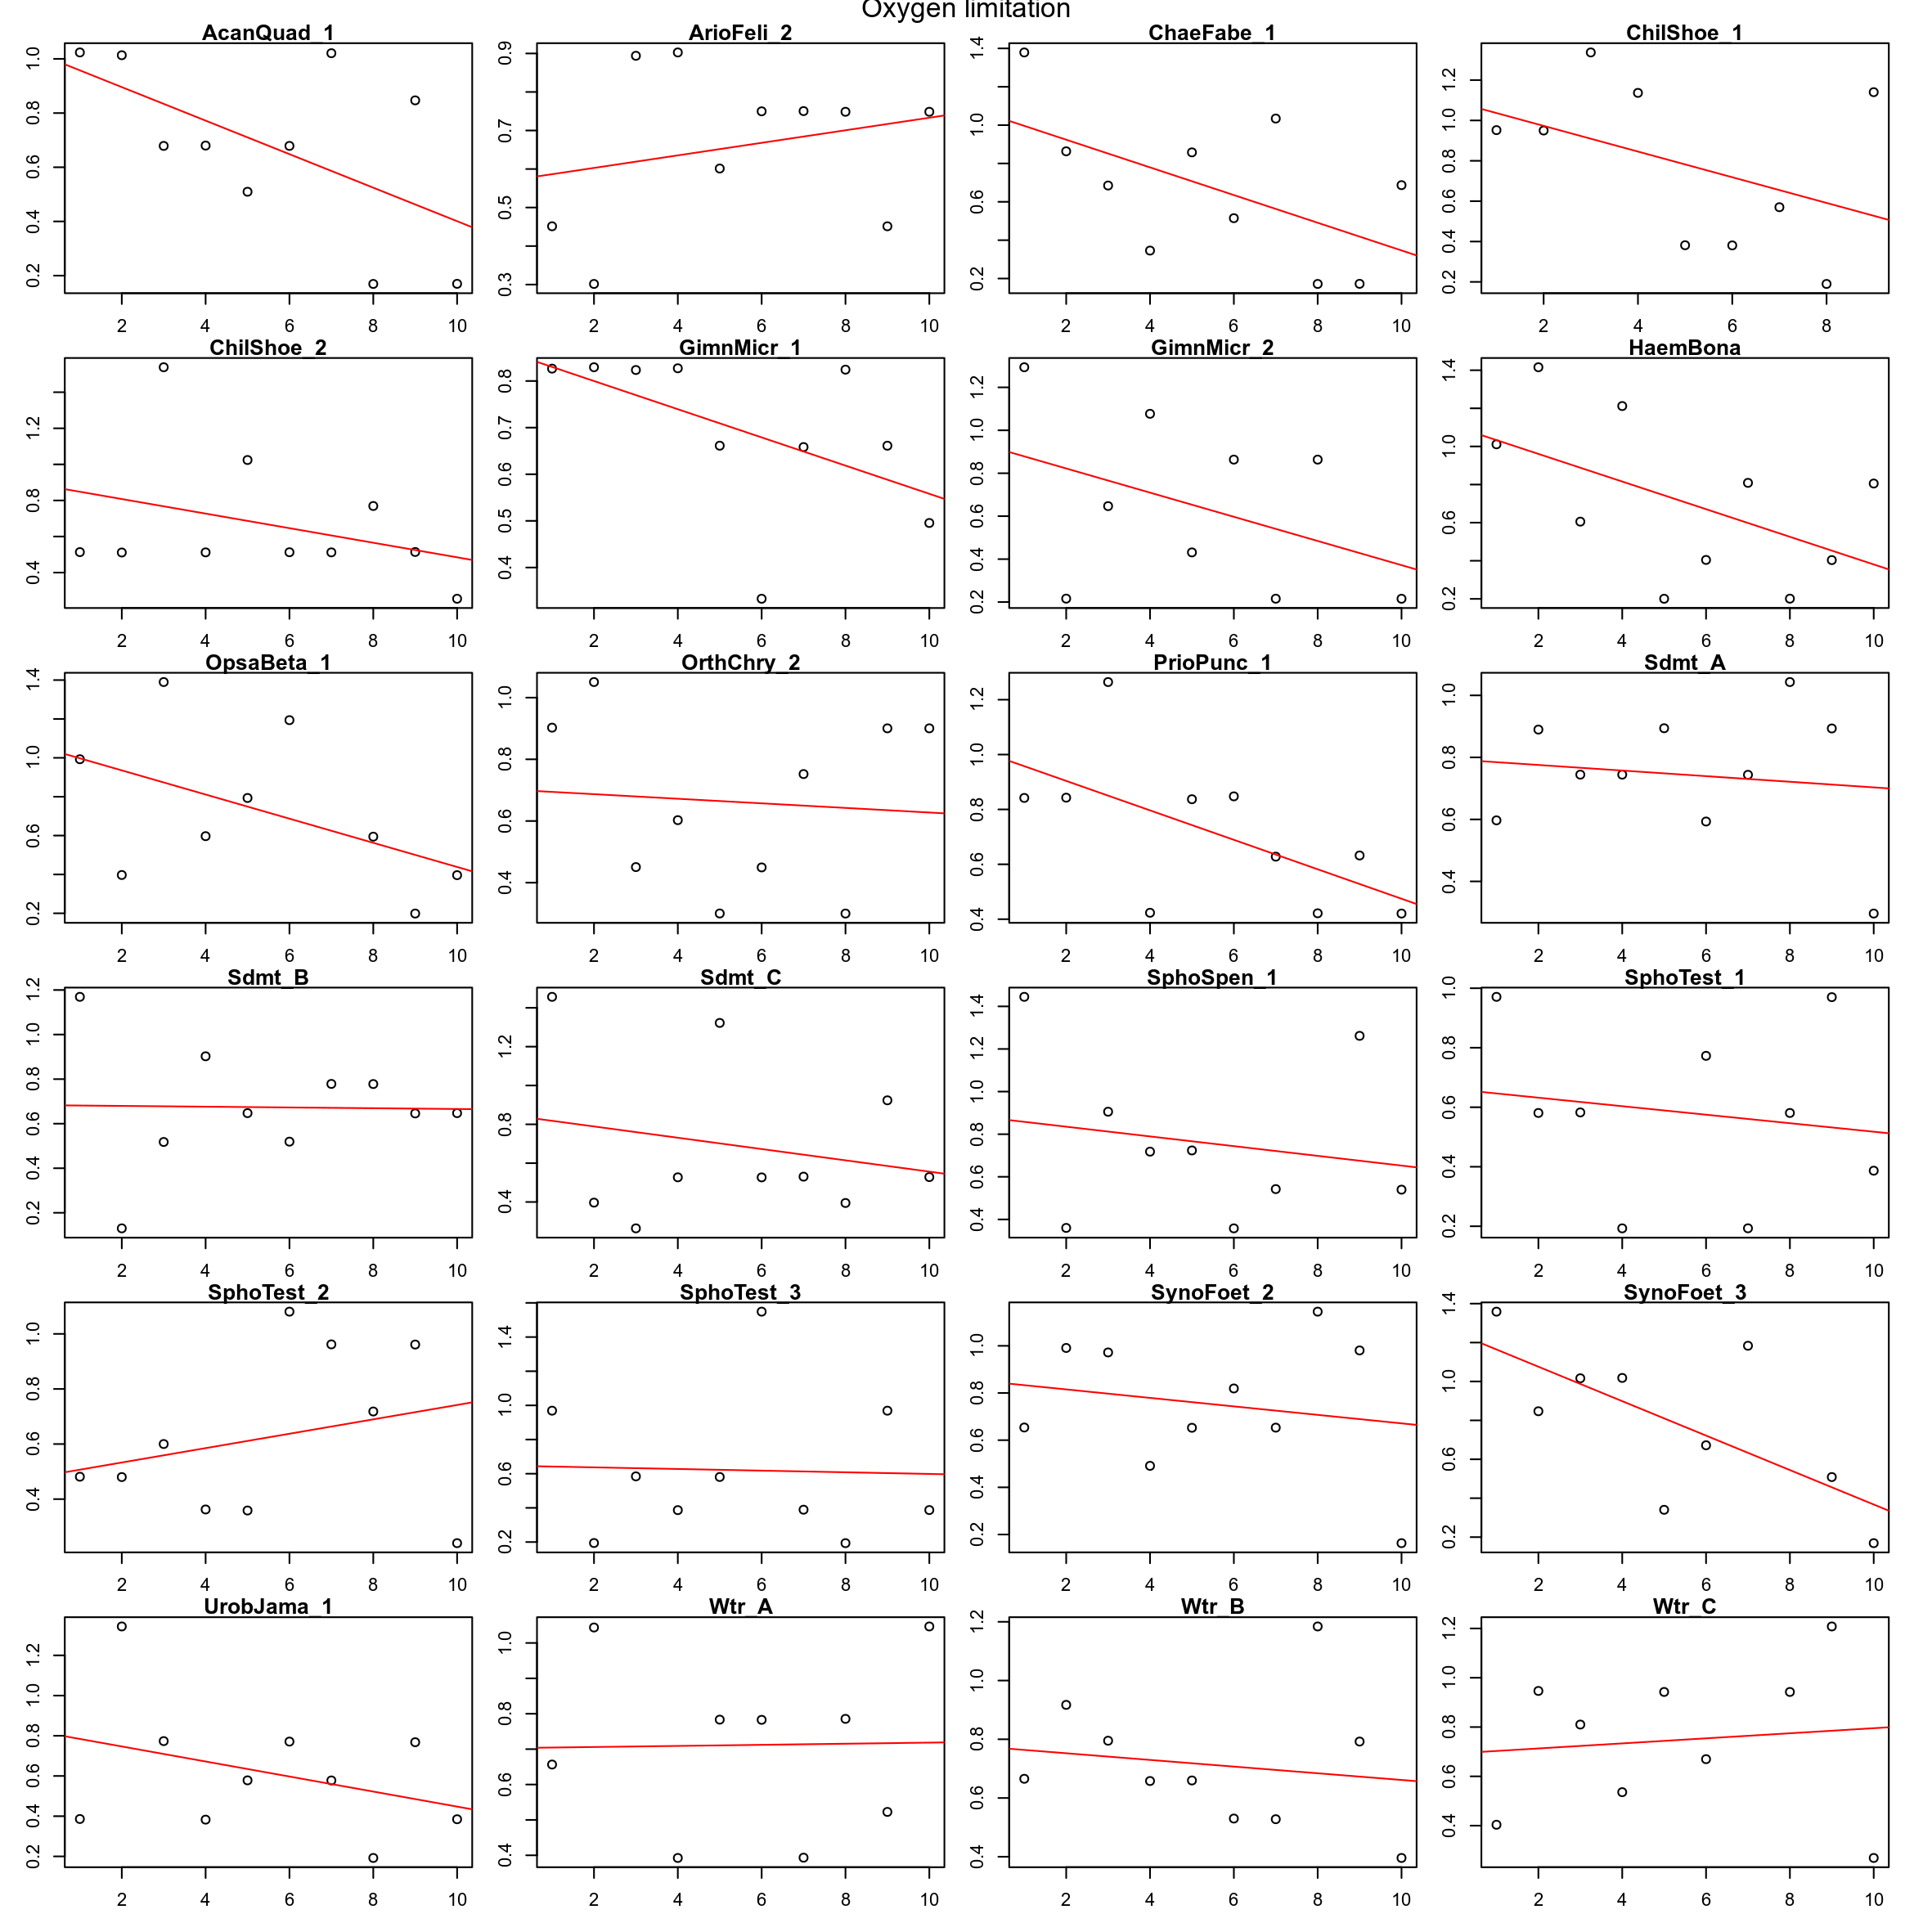 Oxygen limitation
AcanQuad_1 ArioFeli_2 ChaeFabe_1 ChilShoe_1
0.2 0.4 0.6 0.8 1.0 0.3 0.5 0.7 0.9 0.2 0.6 1.0 1.4 0.2 0.4 0.6 0.8 1.0 1.2
2 4 6 8 10 2 4 6 8 10 2 4 6 8 10 2 4 6 8
ChilShoe_2 GimnMicr_1 GimnMicr_2 HaemBona
0.4 0.8 1.2 0.4 0.5 0.6 0.7 0.8 0.2 0.4 0.6 0.8 1.0 1.2 0.2 0.6 1.0 1.4
2 4 6 8 10 2 4 6 8 10 2 4 6 8 10 2 4 6 8 10
OpsaBeta_1 OrthChry_2 PrioPunc_1 Sdmt_A
0.2 0.6 1.0 1.4 0.4 0.6 0.8 1.0 0.4 0.6 0.8 1.0 1.2 0.4 0.6 0.8 1.0
2 4 6 8 10 2 4 6 8 10 2 4 6 8 10 2 4 6 8 10
Sdmt_B Sdmt_C SphoSpen_1 SphoTest_1
0.2 0.4 0.6 0.8 1.0 1.2 0.4 0.8 1.2 0.4 0.6 0.8 1.0 1.2 1.4 0.2 0.4 0.6 0.8 1.0
2 4 6 8 10 2 4 6 8 10 2 4 6 8 10 2 4 6 8 10
SphoTest_2 SphoTest_3 SynoFoet_2 SynoFoet_3
0.4 0.6 0.8 1.0 0.2 0.6 1.0 1.4 0.2 0.4 0.6 0.8 1.0 0.2 0.6 1.0 1.4
2 4 6 8 10 2 4 6 8 10 2 4 6 8 10 2 4 6 8 10
UrobJama_1 Wtr_A Wtr_B Wtr_C
0.2 0.4 0.6 0.8 1.0 1.2 0.4 0.6 0.8 1.0 0.4 0.6 0.8 1.0 1.2 0.4 0.6 0.8 1.0 1.2
2 4 6 8 10 2 4 6 8 10 2 4 6 8 10 2 4 6 8 10